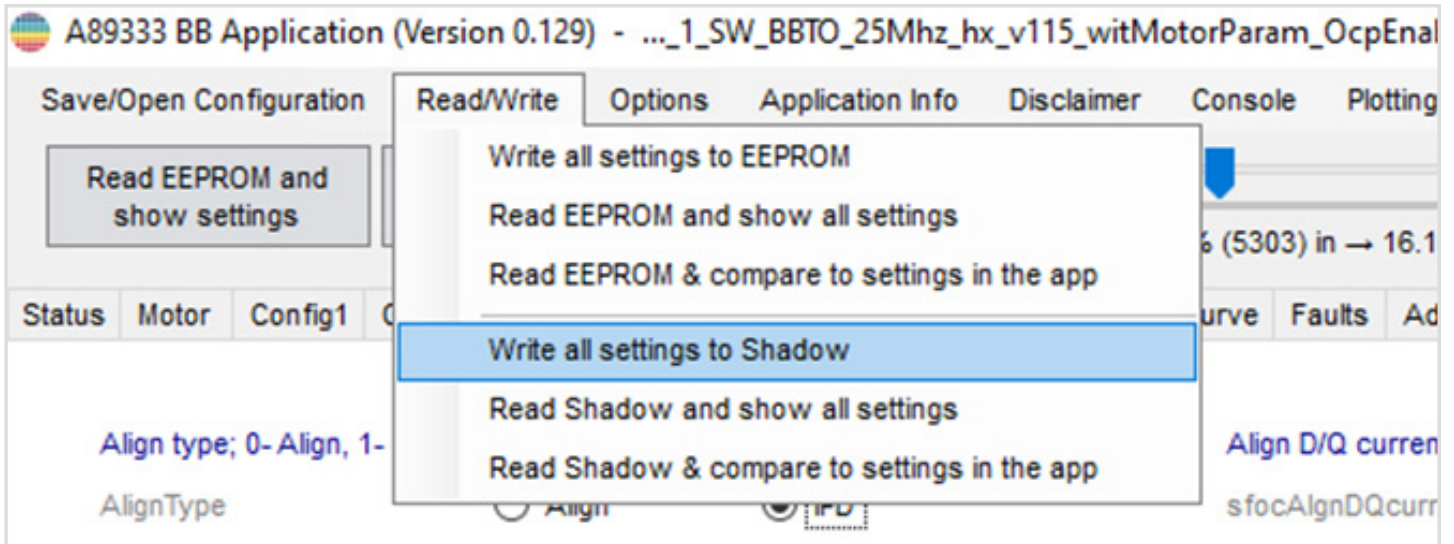 A89333 BB Application (Version 0.129) - ..._1_SW_BBTO_25Mhz_hx_v115_witMotorParam_OcpEnal
Save/Open Configuration Read/Write Options Application Info Disclaimer Console Plotting
Read EEPROM and
show settings
Write all settings to EEPROM
Read EEPROM and show all settings
Read EEPROM & compare to settings in the app
Write all settings to Shadow
Read Shadow and show all settings
Read Shadow & compare to settings in the app
% (5303) in → 16.1
Status Motor Config1 urve Faults Ad
Align type; 0- Align, 1- Align D/Q curren
AlignType Align IPD sfocAlgnDQcurr